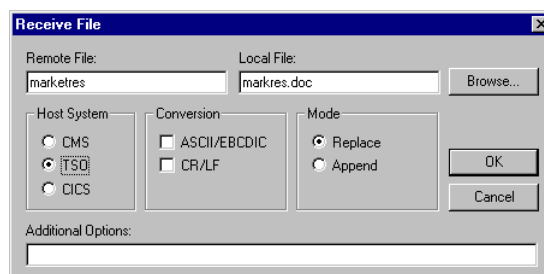 Receive File
Remote File: Local File:
marketres markres.doc Browse...
Host System Conversion Mode
CMS ASCII/EBCDIC Replace
TSO CR/LF Append
CICS
OK
Cancel
Additional Options: